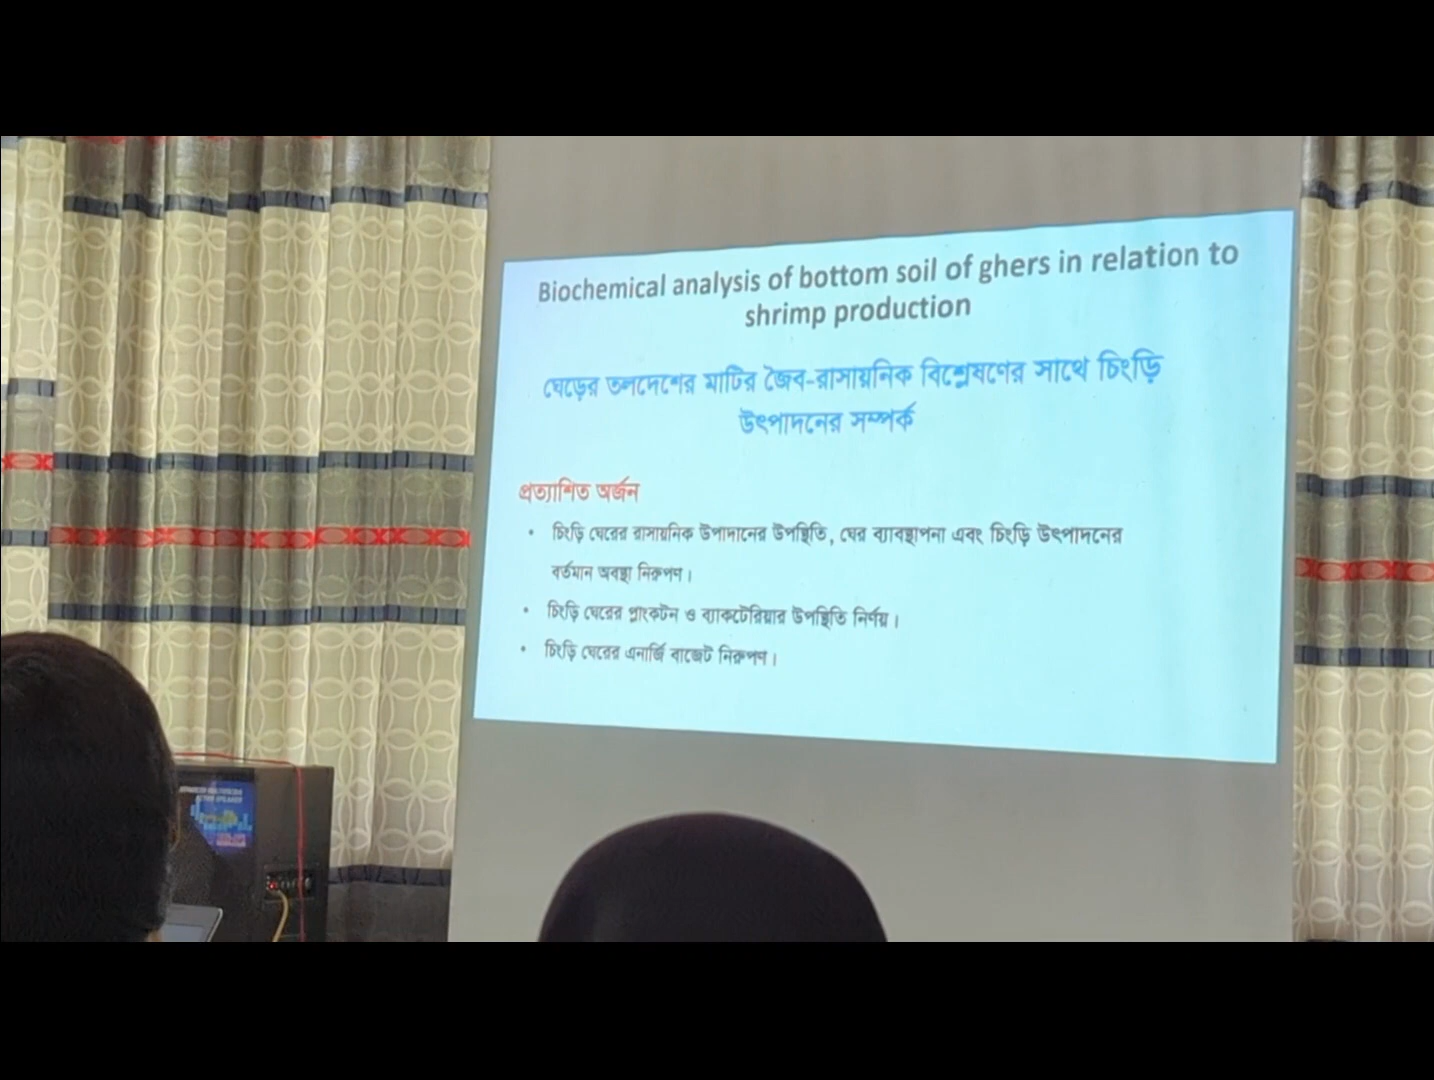 Biochemical analysis of bottom soil of ghers in relation to
shrimp production
ঘেড়ের তলদেশের মাটির জৈব-রাসায়নিক বিশ্লেষণের সাথে চিংড়ি
উৎপাদনের সম্পর্ক
প্রত্যাশিত অর্জন
• চিংড়ি ঘেরের রাসায়নিক উপাদানের উপস্থিতি, ঘের ব্যাবস্থাপনা এবং চিংড়ি উৎপাদনের
বর্তমান অবস্থা নিরুপণ।
• চিংড়ি ঘেরের প্লাংকটন ও ব্যাকটেরিয়ার উপস্থিতি নির্ণয়।
• চিংড়ি ঘেরের এনার্জি বাজেট নিরুপণ।